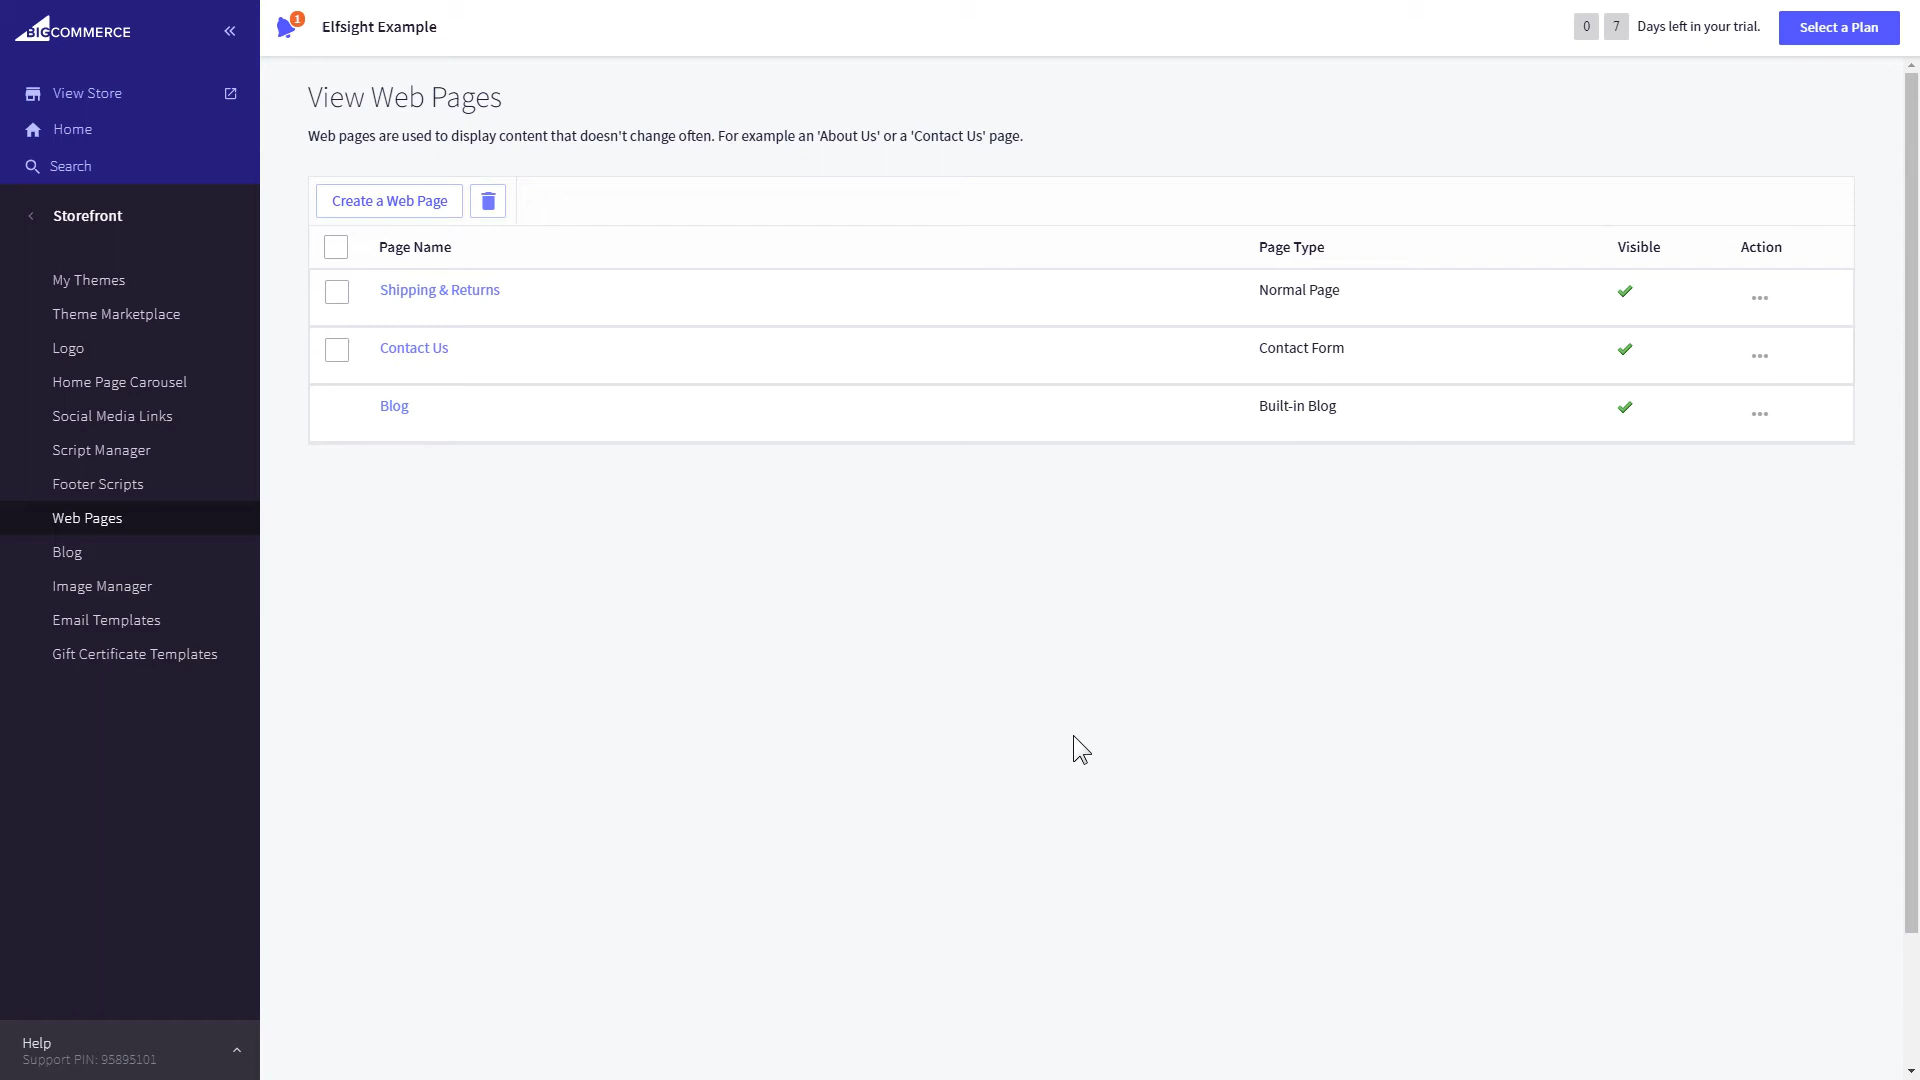 BIGCOMMERCE
1
Elfsight Example
0 7 Days left in your trial.
Select a Plan
View Store
Home
Search
Storefront
My Themes
Theme Marketplace
Logo
Home Page Carousel
Social Media Links
Script Manager
Footer Scripts
Web Pages
Blog
Image Manager
Email Templates
Gift Certificate Templates
Help
Support PIN: 95895101
View Web Pages
Web pages are used to display content that doesn't change often. For example an 'About Us' or a 'Contact Us' page.
Create a Web Page
Page Name Page Type Visible Action
Shipping & Returns Normal Page
Contact Us Contact Form
Blog Built-in Blog